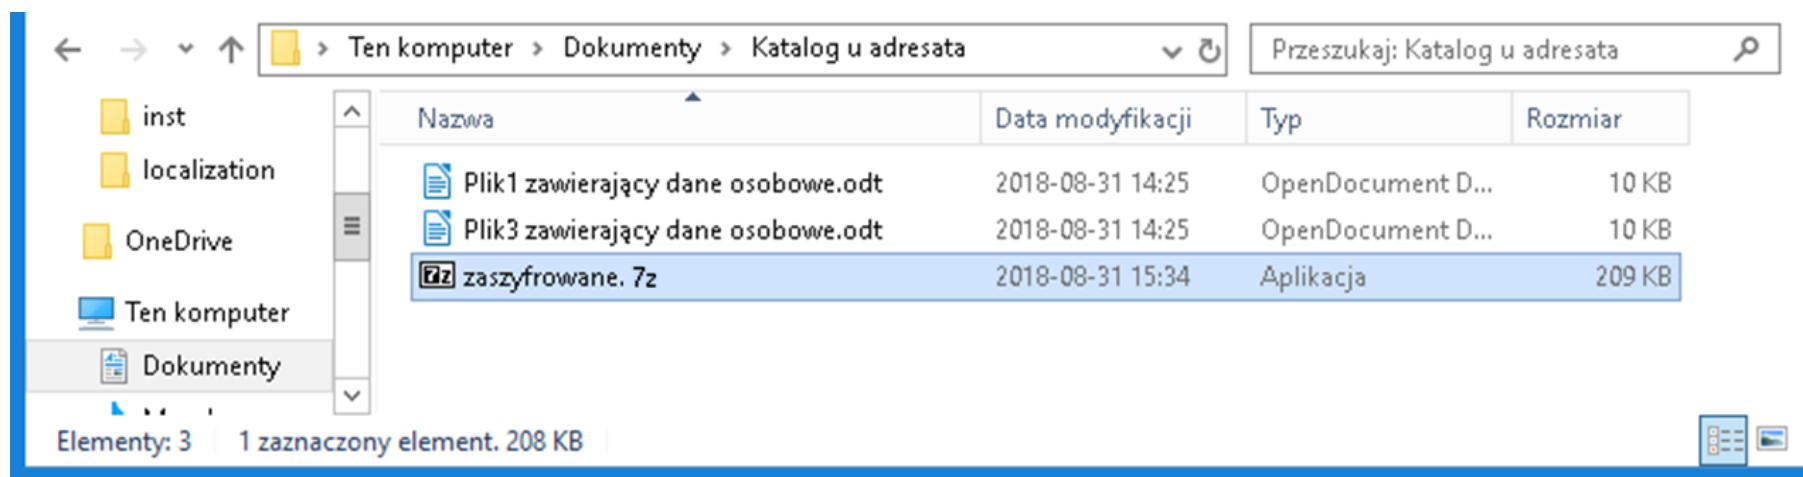 Ten komputer > Dokumenty > Katalog u adresata
Przeszukaj: Katalog u adresata
inst
localization
OneDrive
Ten komputer
Dokumenty
Nazwa Data modyfikacji Typ Rozmiar
Plik1 zawierający dane osobowe.odt 2018-08-31 14:25 OpenDocument D... 10 KB
Plik3 zawierający dane osobowe.odt 2018-08-31 14:25 OpenDocument D... 10 KB
7z zaszyfrowane. 7z 2018-08-31 15:34 Aplikacja 209 KB
Elementy: 3 1 zaznaczony element. 208 KB